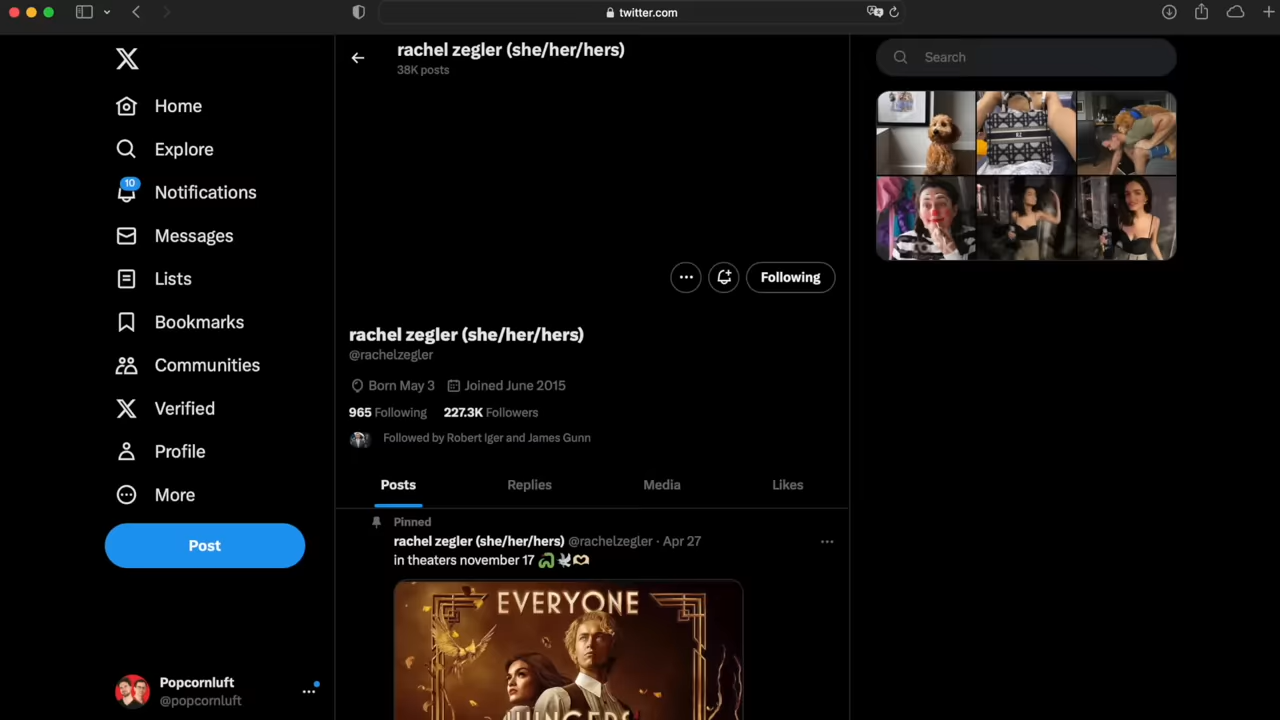 twitter.com
rachel zegler (she/her/hers)
38K posts
Search
Home
Explore
10
Notifications
Messages
Lists
Bookmarks
Communities
Verified
Profile
More
Post
Popcornluft
@popcornluft
Following
rachel zegler (she/her/hers)
@rachelzegler
Born May 3 Joined June 2015
965 Following 227.3K Followers
Followed by Robert Iger and James Gunn
Posts Replies Media Likes
Pinned
rachel zegler (she/her/hers) @rachelzegler · Apr 27
in theaters november 17
EVERYONE
HUNGERS